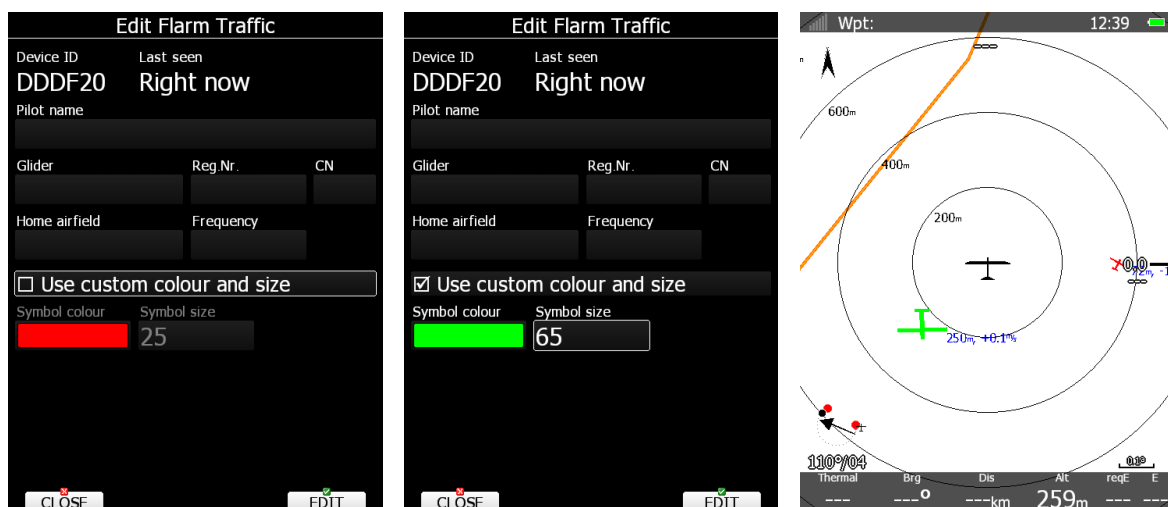 Edit Flarm Traffic
Device ID Last seen
DDDF20 Right now
Pilot name
Glider Reg.Nr. CN
Home airfield Frequency
Use custom colour and size
Symbol colour Symbol size
25
CLOSE EDIT
Edit Flarm Traffic
Device ID Last seen
DDDF20 Right now
Pilot name
Glider Reg.Nr. CN
Home airfield Frequency
Use custom colour and size
Symbol colour Symbol size
65
CLOSE EDIT
Wpt: 12:39
600m
400m
200m
0.0
250m, +0.1m/s
110°/04 0.1°
Thermal Brg Dis Alt reqE E
--- ---° ---km 259m --- ---